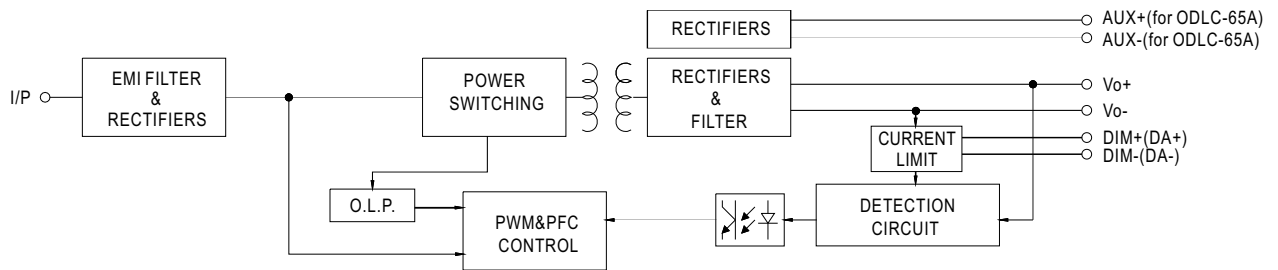 RECTIFIERS
AUX+(for ODLC-65A)
AUX-(for ODLC-65A)
I/P
EMI FILTER
&
RECTIFIERS
POWER
SWITCHING
RECTIFIERS
&
FILTER
Vo+
Vo-
CURRENT
LIMIT
DIM+(DA+)
DIM-(DA-)
O.L.P.
PWM&PFC
CONTROL
DETECTION
CIRCUIT